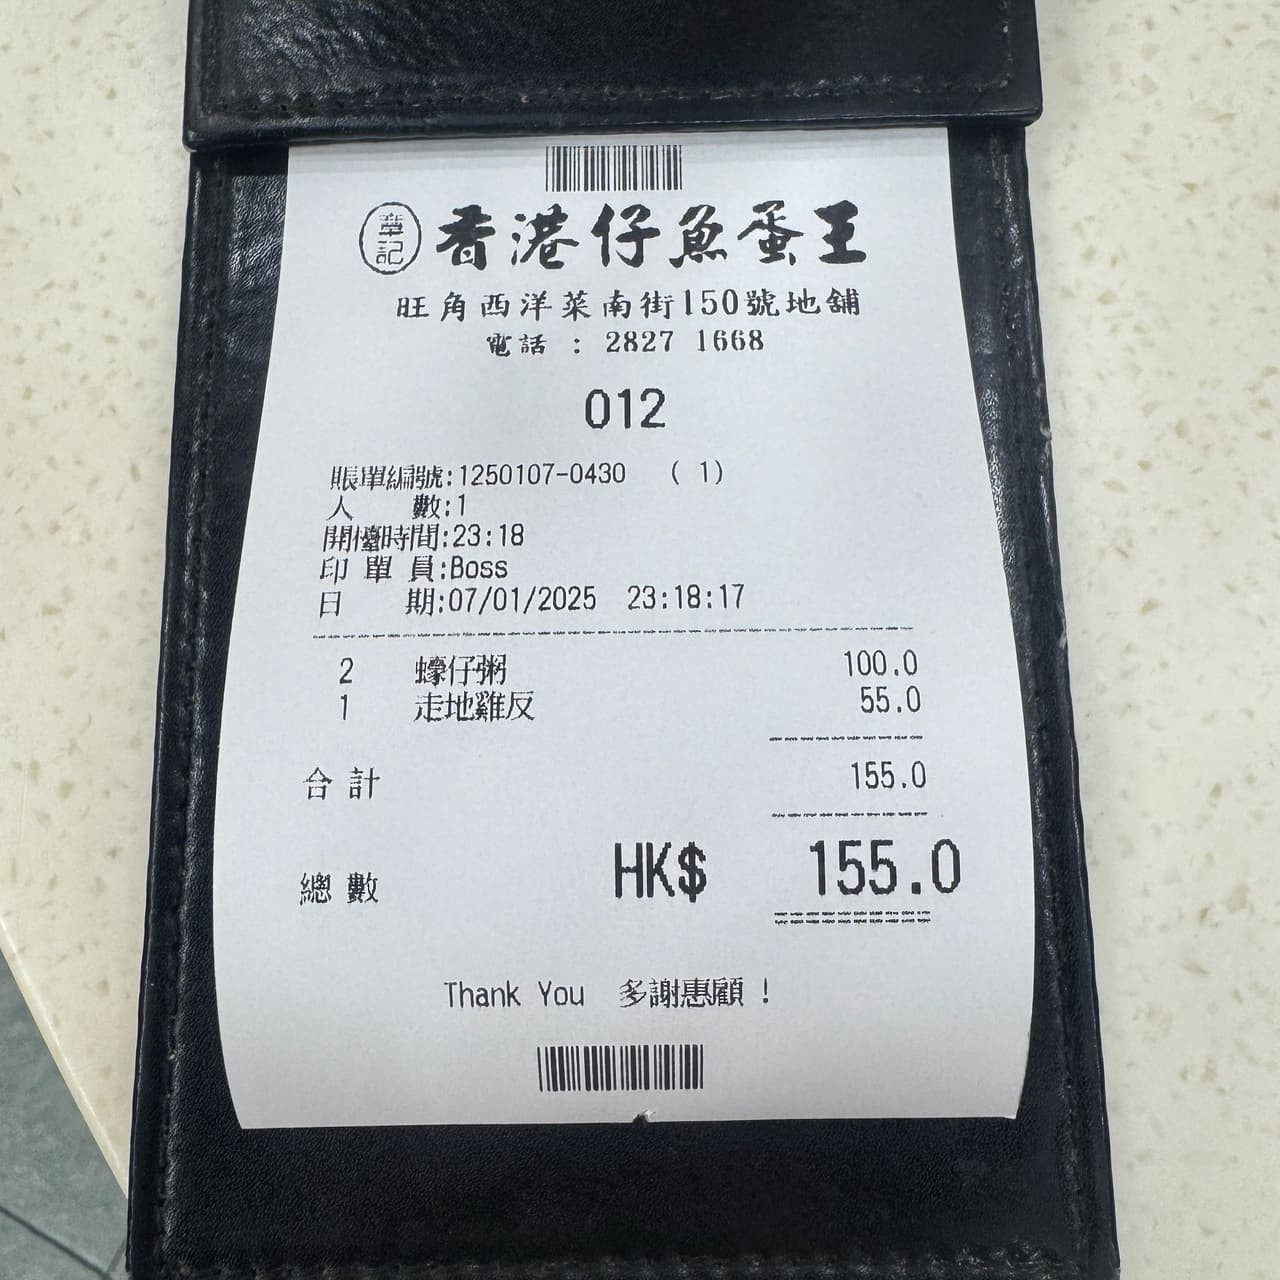 章記 香港仔魚蛋王
旺角西洋菜南街150號地舖
電話 : 2827 1668
012
賬單編號:1250107-0430 ( 1)
人 數:1
開檯時間:23:18
印 單 員:Boss
日 期:07/01/2025 23:18:17
2 蠔仔粥 100.0
1 走地雞反 55.0
合 計 155.0
總 數 HK$ 155.0
Thank You 多謝惠顧 !